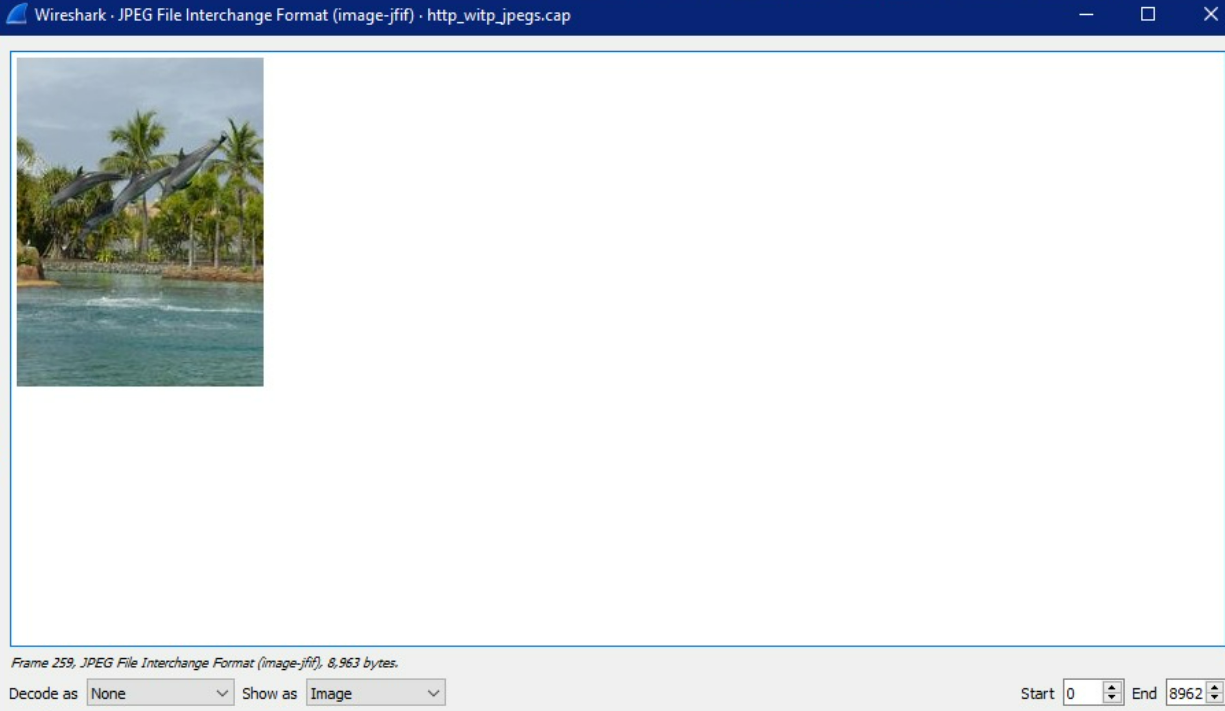 Wireshark · JPEG File Interchange Format (image-jfif) · http_witp_jpegs.cap
Frame 259, JPEG File Interchange Format (image-jfif), 8,963 bytes.
Decode as None Show as Image Start 0 End 8962